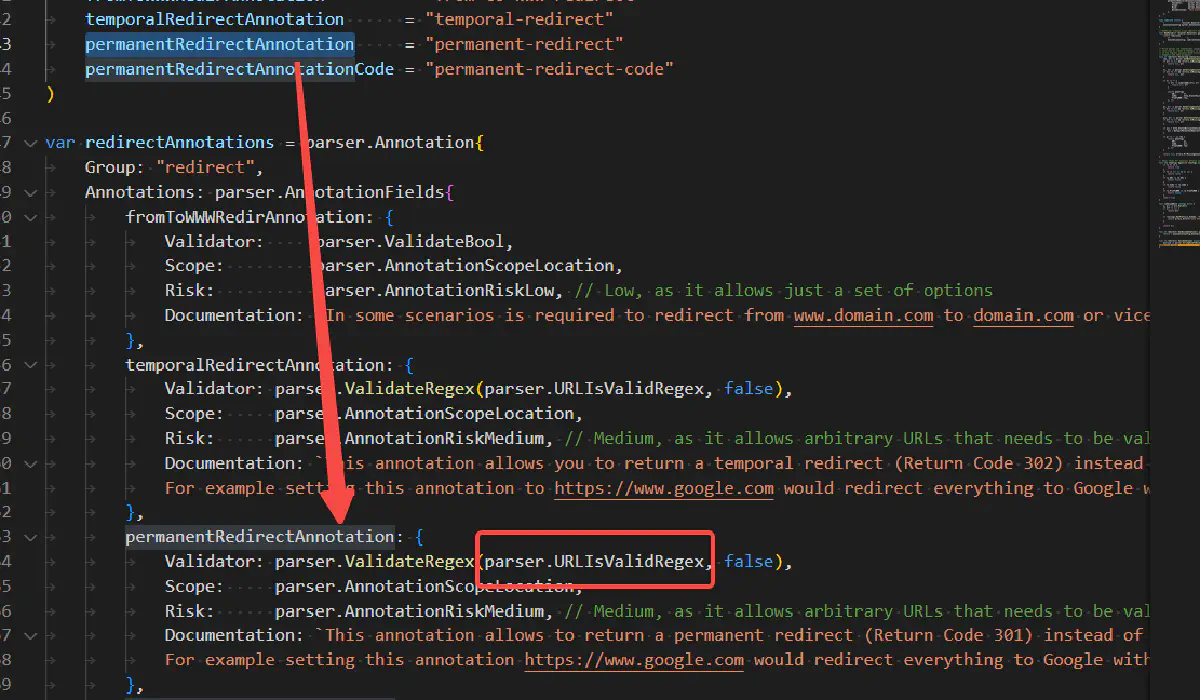 2 temporalRedirectAnnotation = "temporal-redirect"
3 permanentRedirectAnnotation = "permanent-redirect"
4 permanentRedirectAnnotationCode = "permanent-redirect-code"
5 )
6
7 var redirectAnnotations = parser.Annotation{
8 Group: "redirect",
9 Annotations: parser.AnnotationFields{
0 fromToWWWRedirAnnotation: {
1 Validator: parser.ValidateBool,
2 Scope: parser.AnnotationScopeLocation,
3 Risk: parser.AnnotationRiskLow, // Low, as it allows just a set of options
4 Documentation: `In some scenarios is required to redirect from www.domain.com to domain.com or vice
5 },
6 temporalRedirectAnnotation: {
7 Validator: parser.ValidateRegex(parser.URLIsValidRegex, false),
8 Scope: parser.AnnotationScopeLocation,
9 Risk: parser.AnnotationRiskMedium, // Medium, as it allows arbitrary URLs that needs to be val
0 Documentation: `This annotation allows you to return a temporal redirect (Return Code 302) instead
1 For example setting this annotation to https://www.google.com would redirect everything to Google w
2 },
3 permanentRedirectAnnotation: {
4 Validator: parser.ValidateRegex(parser.URLIsValidRegex, false),
5 Scope: parser.AnnotationScopeLocation,
6 Risk: parser.AnnotationRiskMedium, // Medium, as it allows arbitrary URLs that needs to be val
7 Documentation: `This annotation allows to return a permanent redirect (Return Code 301) instead of
8 For example setting this annotation https://www.google.com would redirect everything to Google with
9 },